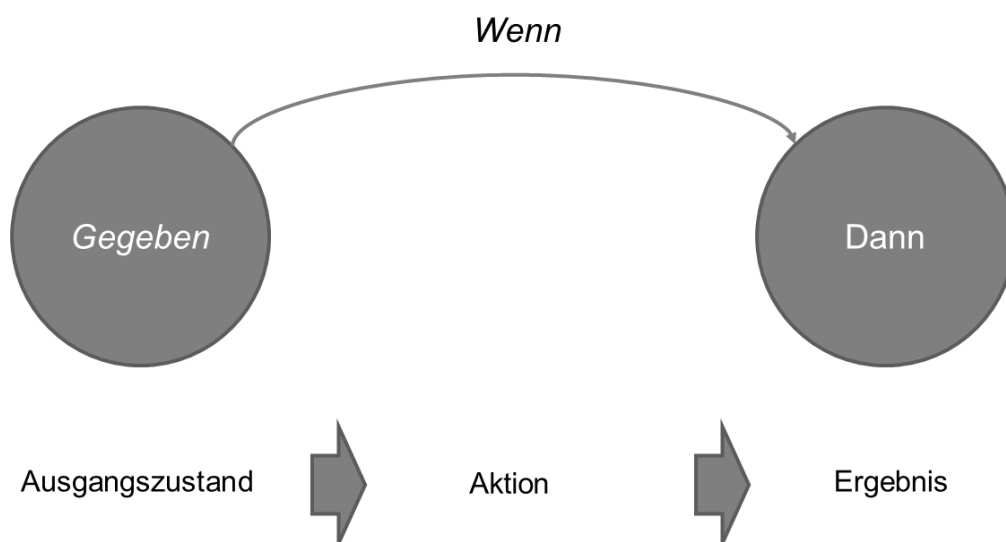 Wenn
Gegeben
Dann
Ausgangszustand
Aktion
Ergebnis